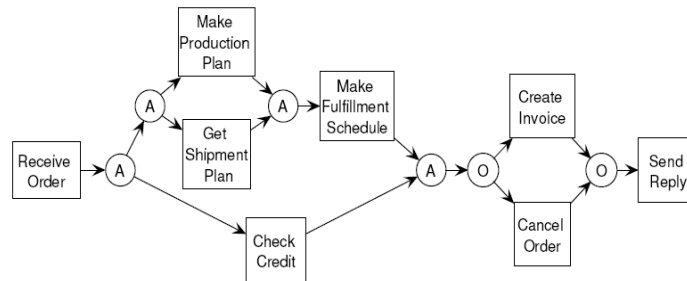 Make
Production
Plan
A
A
Get
Shipment
Plan
Make
Fulfillment
Schedule
Receive
Order
A
Check
Credit
A
O
Create
Invoice
Cancel
Order
O
Send
Reply